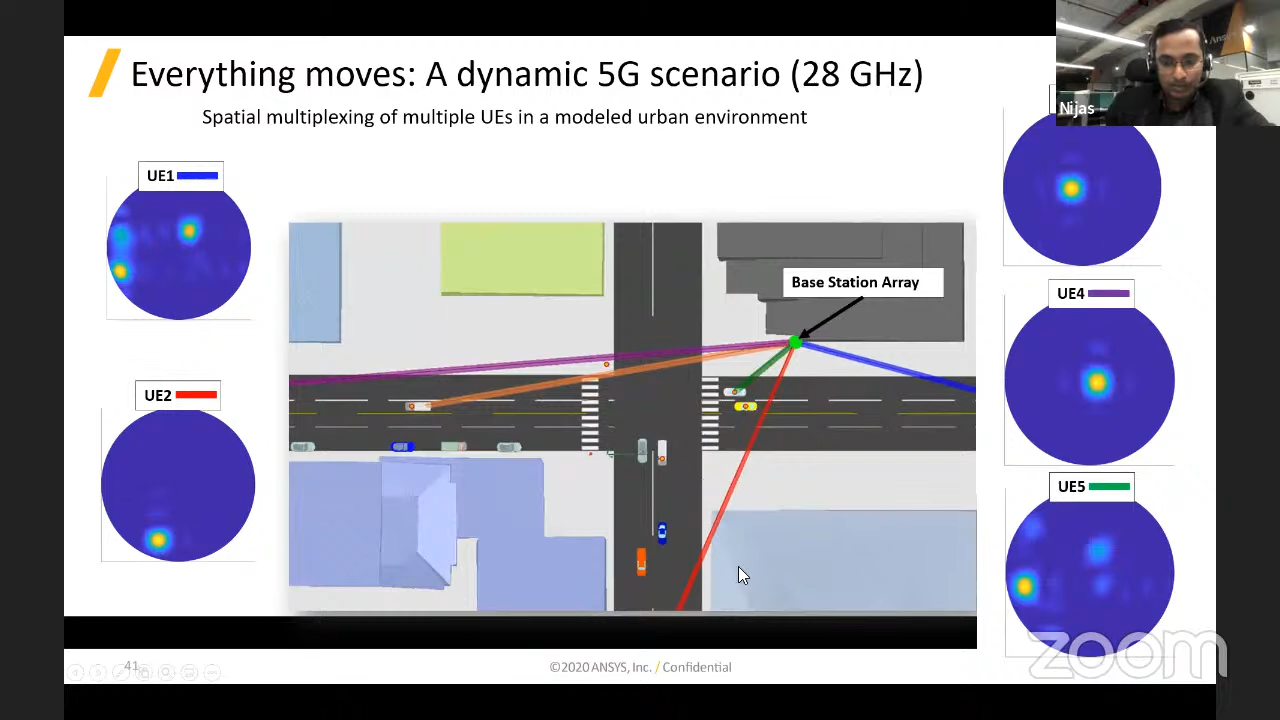 Everything moves: A dynamic 5G scenario (28 GHz)
Spatial multiplexing of multiple UEs in a modeled urban environment
Nijas
UE1
UE2
Base Station Array
UE4
UE5
41
©2020 ANSYS, Inc. / Confidential
zoom